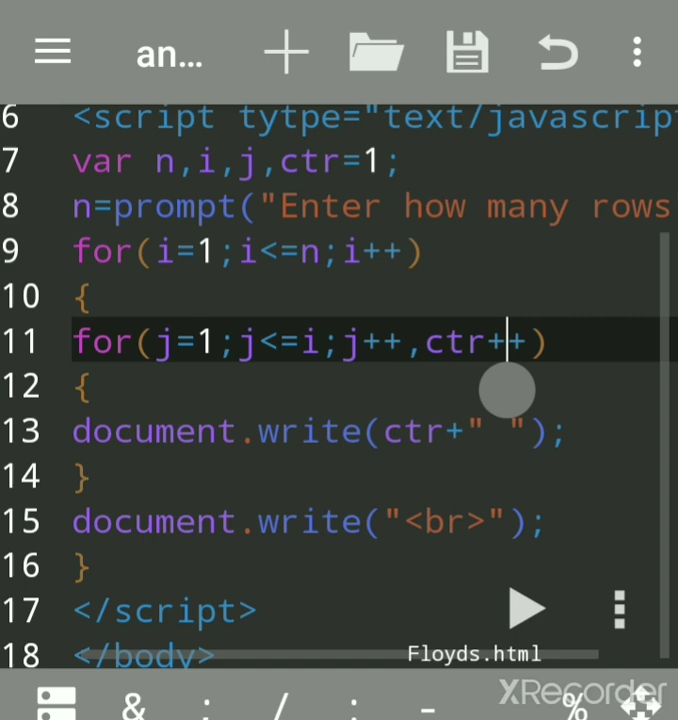 an...
6 <script tytpe="text/javascrip
7 var n,i,j,ctr=1;
8 n=prompt("Enter how many rows
9 for(i=1;i<=n;i++)
10 {
11 for(j=1;j<=i;j++,ctr++)
12 {
13 document.write(ctr+" ");
14 }
15 document.write("<br>");
16 }
17 </script>
18 </body>
Floyds.html
& ; / : - %
XRecorder